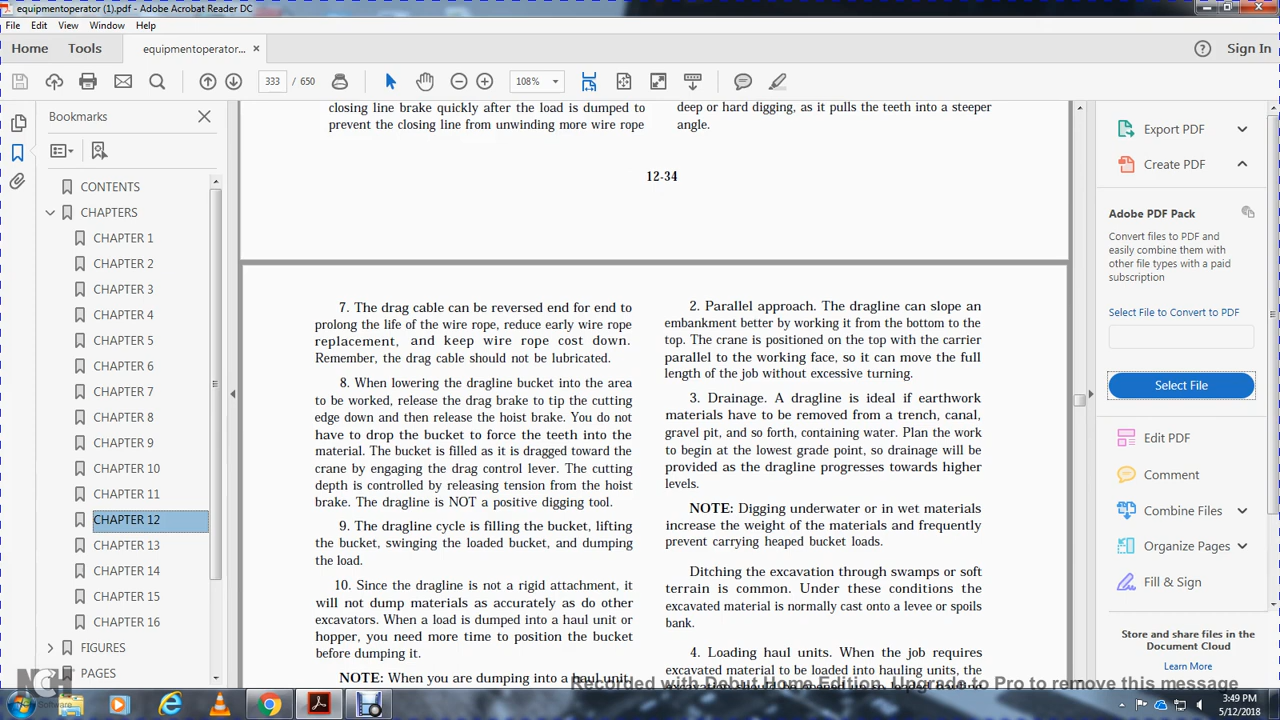 equipmentoperator (1).pdf - Adobe Acrobat Reader DC
File Edit View Window Help
Home Tools equipmentoperator... × Sign In
333 / 650 108%
Bookmarks
CONTENTS
CHAPTERS
CHAPTER 1
CHAPTER 2
CHAPTER 3
CHAPTER 4
CHAPTER 5
CHAPTER 6
CHAPTER 7
CHAPTER 8
CHAPTER 9
CHAPTER 10
CHAPTER 11
CHAPTER 12
CHAPTER 13
CHAPTER 14
CHAPTER 15
CHAPTER 16
FIGURES
PAGES
closing line brake quickly after the load is dumped to
prevent the closing line from unwinding more wire rope
deep or hard digging, as it pulls the teeth into a steeper
angle.
12-34
7. The drag cable can be reversed end for end to
prolong the life of the wire rope, reduce early wire rope
replacement, and keep wire rope cost down.
Remember, the drag cable should not be lubricated.
8. When lowering the dragline bucket into the area
to be worked, release the drag brake to tip the cutting
edge down and then release the hoist brake. You do not
have to drop the bucket to force the teeth into the
material. The bucket is filled as it is dragged toward the
crane by engaging the drag control lever. The cutting
depth is controlled by releasing tension from the hoist
brake. The dragline is NOT a positive digging tool.
9. The dragline cycle is filling the bucket, lifting
the bucket, swinging the loaded bucket, and dumping
the load.
10. Since the dragline is not a rigid attachment, it
will not dump materials as accurately as do other
excavators. When a load is dumped into a haul unit or
hopper, you need more time to position the bucket
before dumping it.
NOTE: When you are dumping into a haul unit,
2. Parallel approach. The dragline can slope an
embankment better by working it from the bottom to the
top. The crane is positioned on the top with the carrier
parallel to the working face, so it can move the full
length of the job without excessive turning.
3. Drainage. A dragline is ideal if earthwork
materials have to be removed from a trench, canal,
gravel pit, and so forth, containing water. Plan the work
to begin at the lowest grade point, so drainage will be
provided as the dragline progresses towards higher
levels.
NOTE: Digging underwater or in wet materials
increase the weight of the materials and frequently
prevent carrying heaped bucket loads.
Ditching the excavation through swamps or soft
terrain is common. Under these conditions the
excavated material is normally cast onto a levee or spoils
bank.
4. Loading haul units. When the job requires
excavated material to be loaded into hauling units, the
Export PDF
Create PDF
Adobe PDF Pack
Convert files to PDF and
easily combine them with
other file types with a paid
subscription
Select File to Convert to PDF
Select File
Edit PDF
Comment
Combine Files
Organize Pages
Fill & Sign
Store and share files in the
Document Cloud
Learn More
Recorded with Debut Home Edition. Upgrade to Pro to remove this message
NCH
Software
3:49 PM
5/12/2018